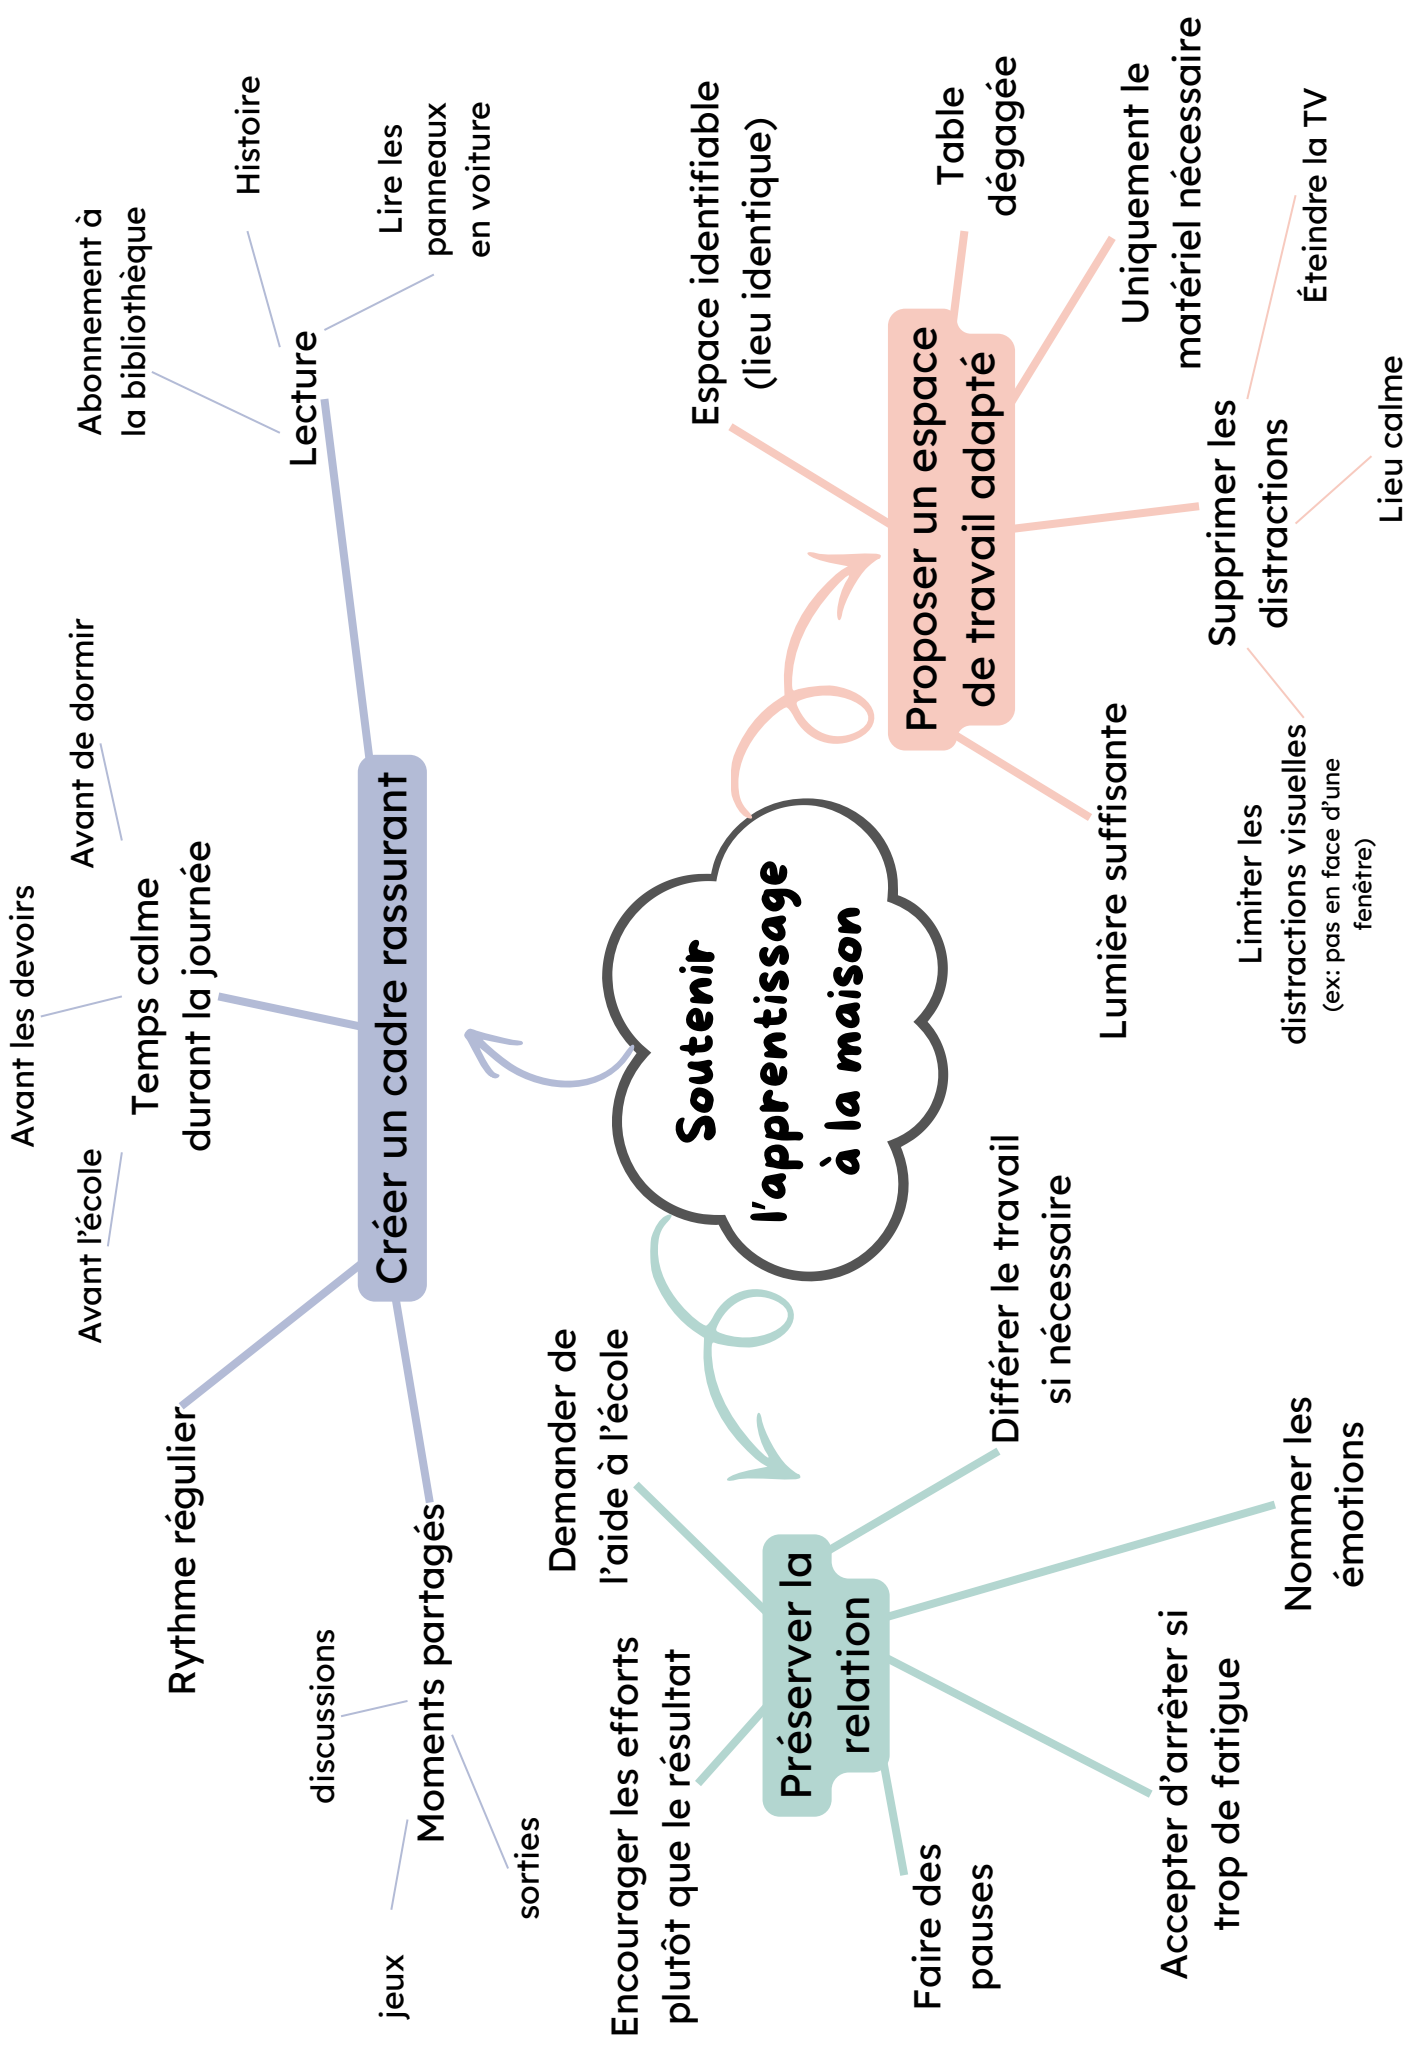 Soutenir
l'apprentissage
à la maison
Créer un cadre rassurant
Rythme régulier
Temps calme
durant la journée
Avant l'école
Avant les devoirs
Avant de dormir
Lecture
Abonnement à
la bibliothèque
Histoire
Lire les
panneaux
en voiture
Moments partagés
discussions
jeux
sorties
Proposer un espace
de travail adapté
Espace identifiable
(lieu identique)
Table
dégagée
Uniquement le
matériel nécessaire
Supprimer les
distractions
Éteindre la TV
Lieu calme
Limiter les
distractions visuelles
(ex: pas en face d'une
fenêtre)
Lumière suffisante
Préserver la
relation
Demander de
l'aide à l'école
Encourager les efforts
plutôt que le résultat
Faire des
pauses
Accepter d'arrêter si
trop de fatigue
Nommer les
émotions
Différer le travail
si nécessaire